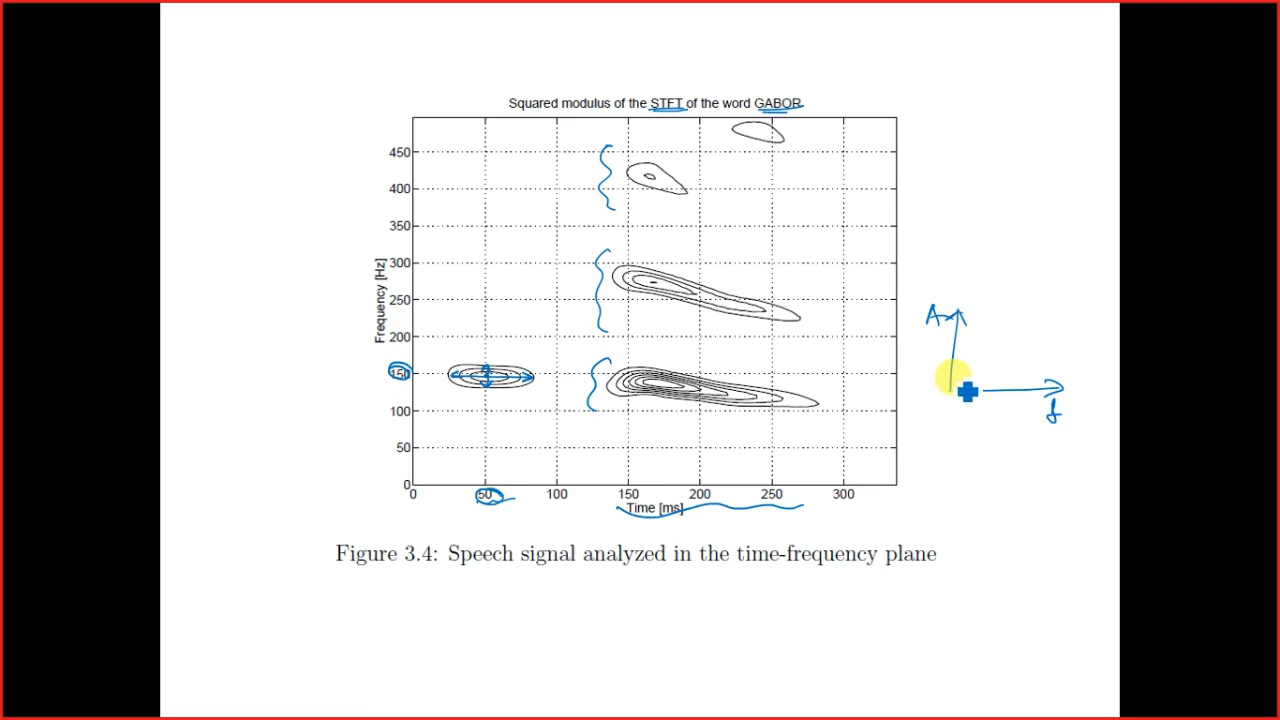 Squared modulus of the STFT of the word GABOR
450
400
350
300
250
200
150
100
50
0
Frequency [Hz]
0 50 100 150 200 250 300
Time [ms]
A
f
Figure 3.4: Speech signal analyzed in the time-frequency plane